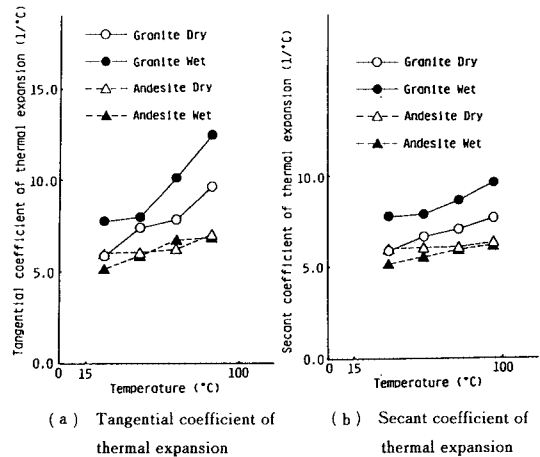 Tangential coefficient of thermal expansion (1/°C)
Granite Dry
Granite Wet
Andesite Dry
Andesite Wet
15.0
10.0
5.0
0.0
0 15 100
Temperature (°C)
(a) Tangential coefficient of
thermal expansion
Secant coefficient of thermal expansion (1/°C)
Granite Dry
Granite Wet
Andesite Dry
Andesite Wet
10.0
5.0
0.0
0 15 100
Temperature (°C)
(b) Secant coefficient of
thermal expansion